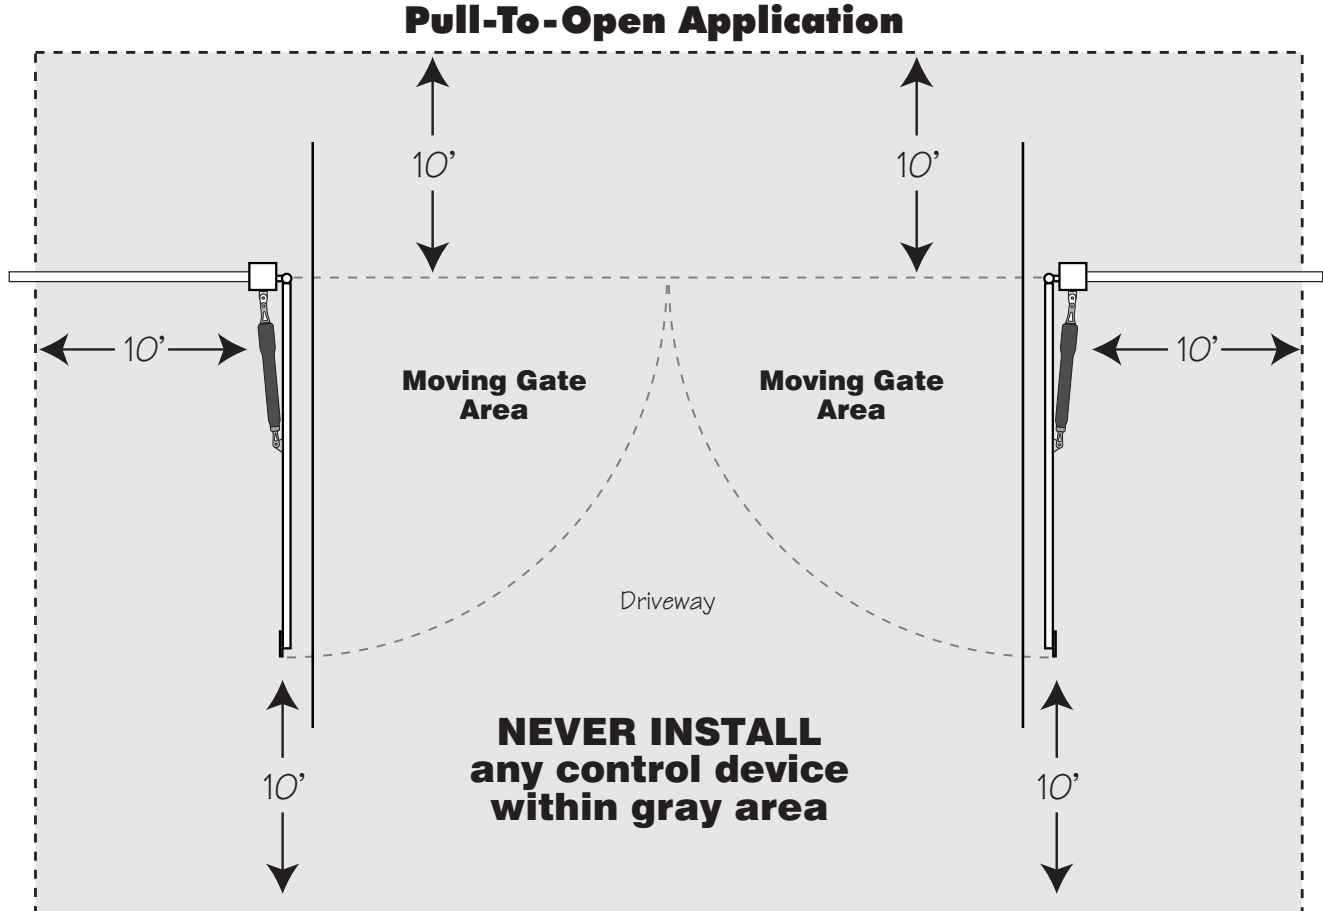 Pull-To-Open Application
10’
10’
10’
10’
Moving Gate
Area
Moving Gate
Area
Driveway
NEVER INSTALL
any control device
within gray area
10’
10’